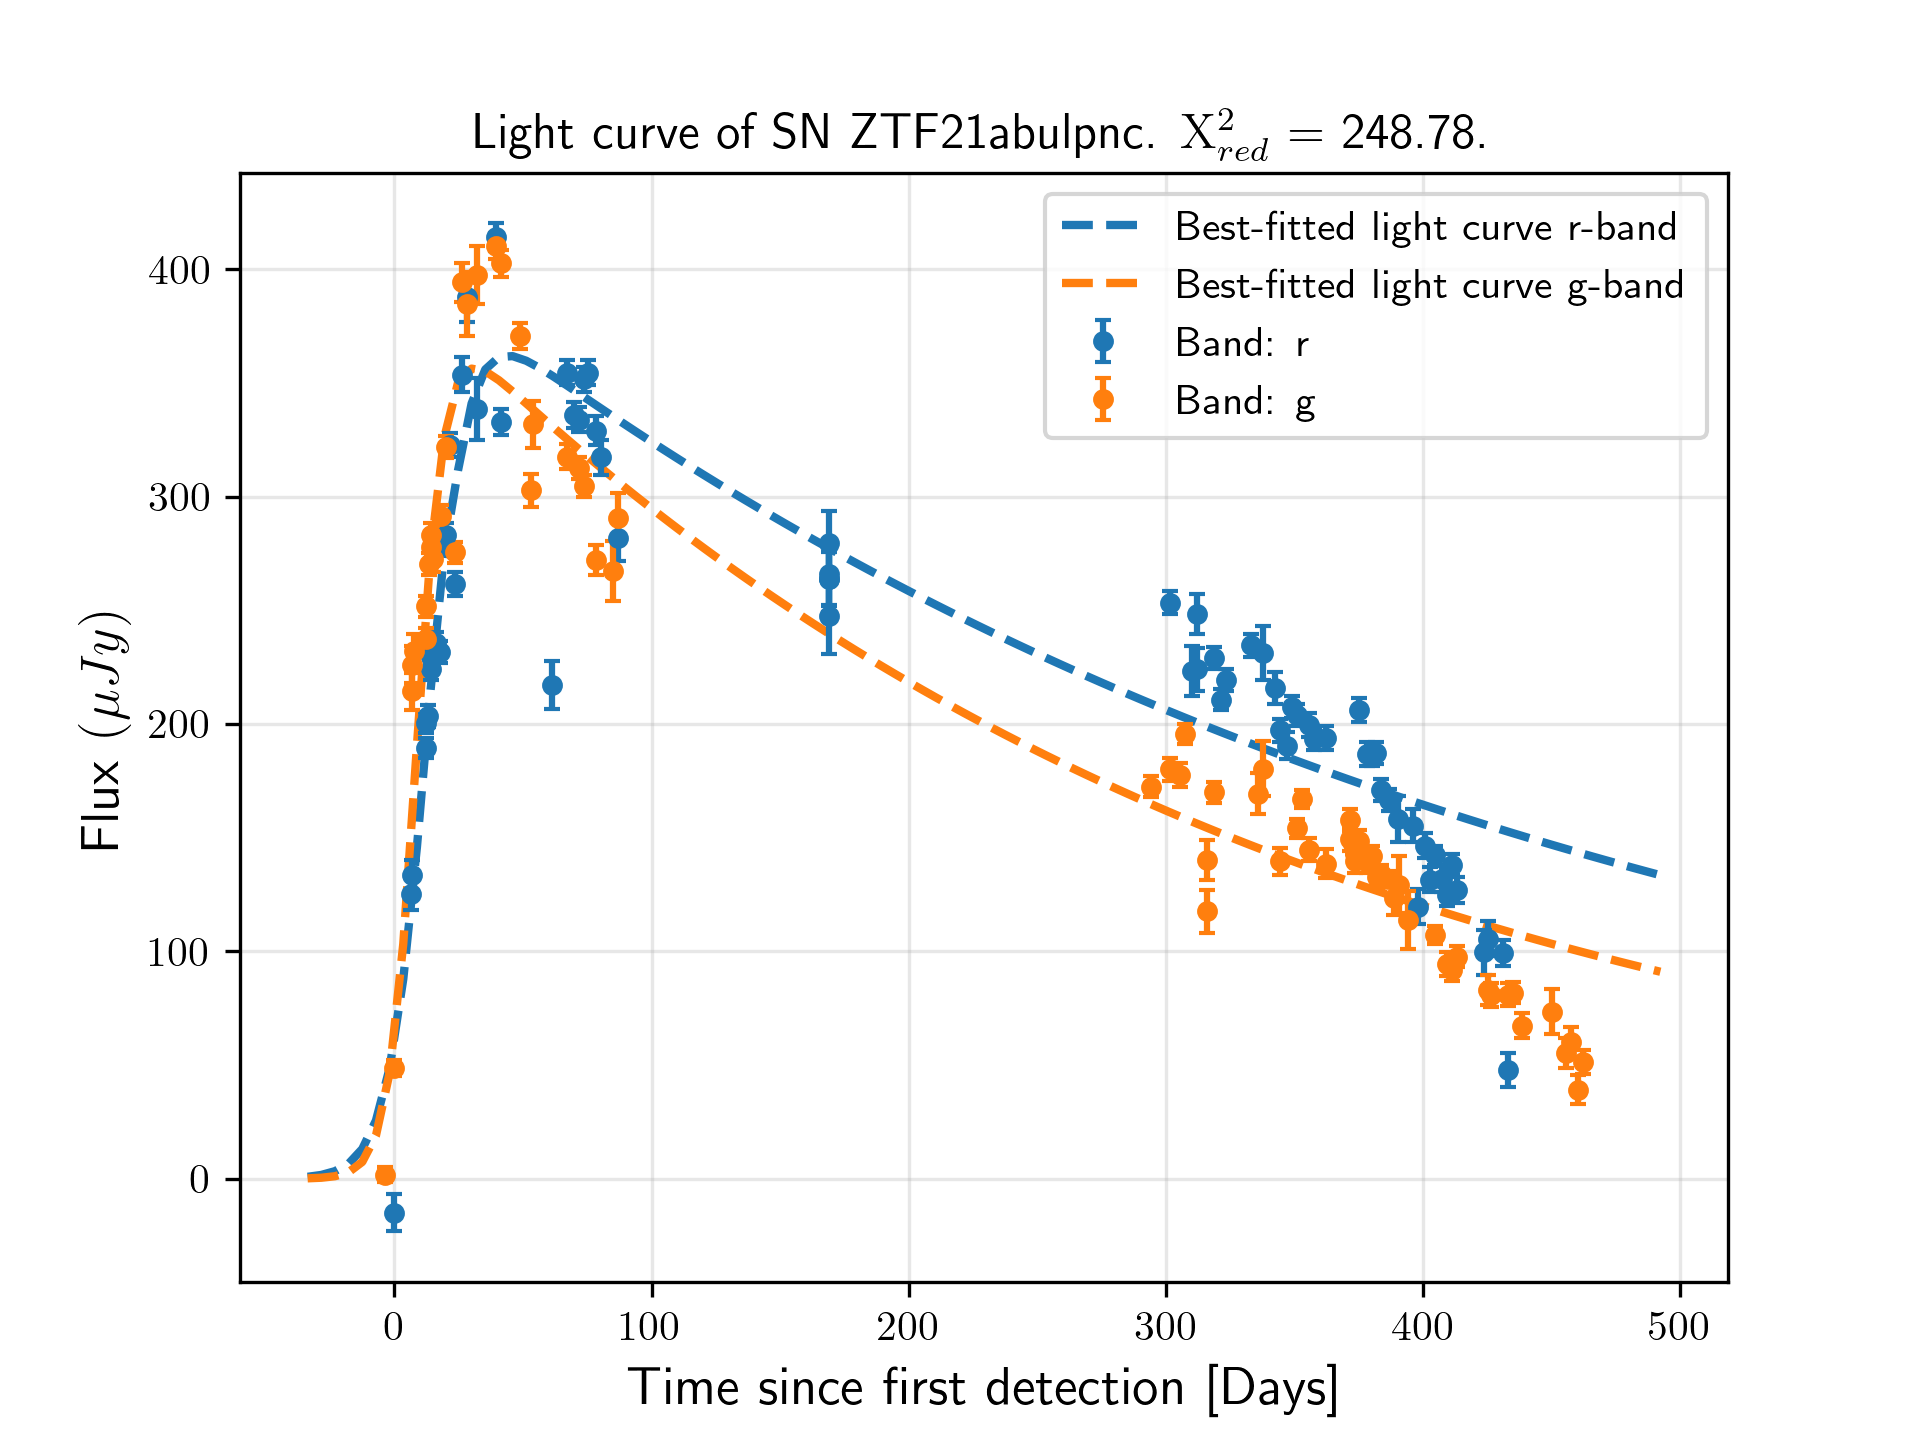 Light curve of SN ZTF21abulpnc. X²_red = 248.78.
Best-fitted light curve r-band
Best-fitted light curve g-band
Band: r
Band: g
Flux (μJy)
400
300
200
100
0
0 100 200 300 400 500
Time since first detection [Days]